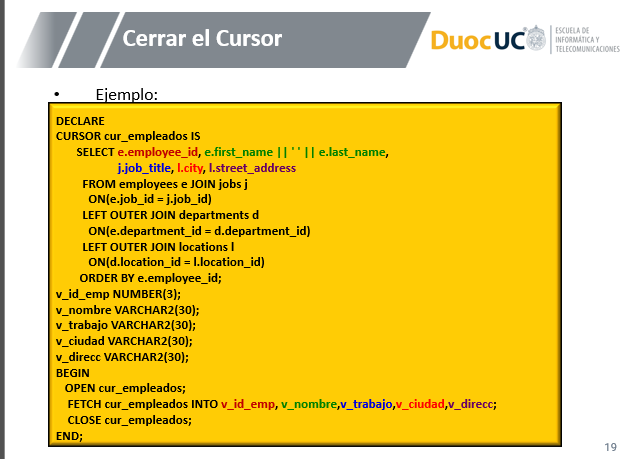 Cerrar el Cursor
Duoc UC
ESCUELA DE
INFORMÁTICA Y
TELECOMUNICACIONES
• Ejemplo:
DECLARE
CURSOR cur_empleados IS
SELECT e.employee_id, e.first_name || ' ' || e.last_name,
j.job_title, l.city, l.street_address
FROM employees e JOIN jobs j
ON(e.job_id = j.job_id)
LEFT OUTER JOIN departments d
ON(e.department_id = d.department_id)
LEFT OUTER JOIN locations l
ON(d.location_id = l.location_id)
ORDER BY e.employee_id;
v_id_emp NUMBER(3);
v_nombre VARCHAR2(30);
v_trabajo VARCHAR2(30);
v_ciudad VARCHAR2(30);
v_direcc VARCHAR2(30);
BEGIN
OPEN cur_empleados;
FETCH cur_empleados INTO v_id_emp, v_nombre,v_trabajo,v_ciudad,v_direcc;
CLOSE cur_empleados;
END;
19